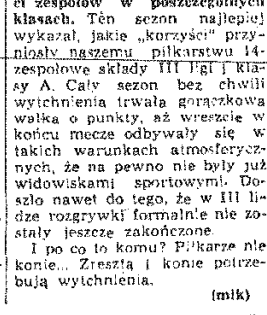 ci zespołów w poszczególnych
klasach. Ten sezon najlepiej
wykazał, jakie „korzyści" przy-
niosły naszemu piłkarstwu 14-
zespołowe składy III ligi i kla-
sy A. Cały sezon bez chwili
wytchnienia trwała gorączkowa
walka o punkty, aż wreszcie w
końcu mecze odbywały się w
takich warunkach atmosferycz-
nych, że na pewno nie były już
widowiskami sportowymi. Do-
szło nawet do tego, że w III li-
dze rozgrywki formalnie nie zo-
stały jeszcze zakończone
I po co to komu? Piłkarze nie
konie... Zresztą i konie potrze-
bują wytchnienia.
(mik)